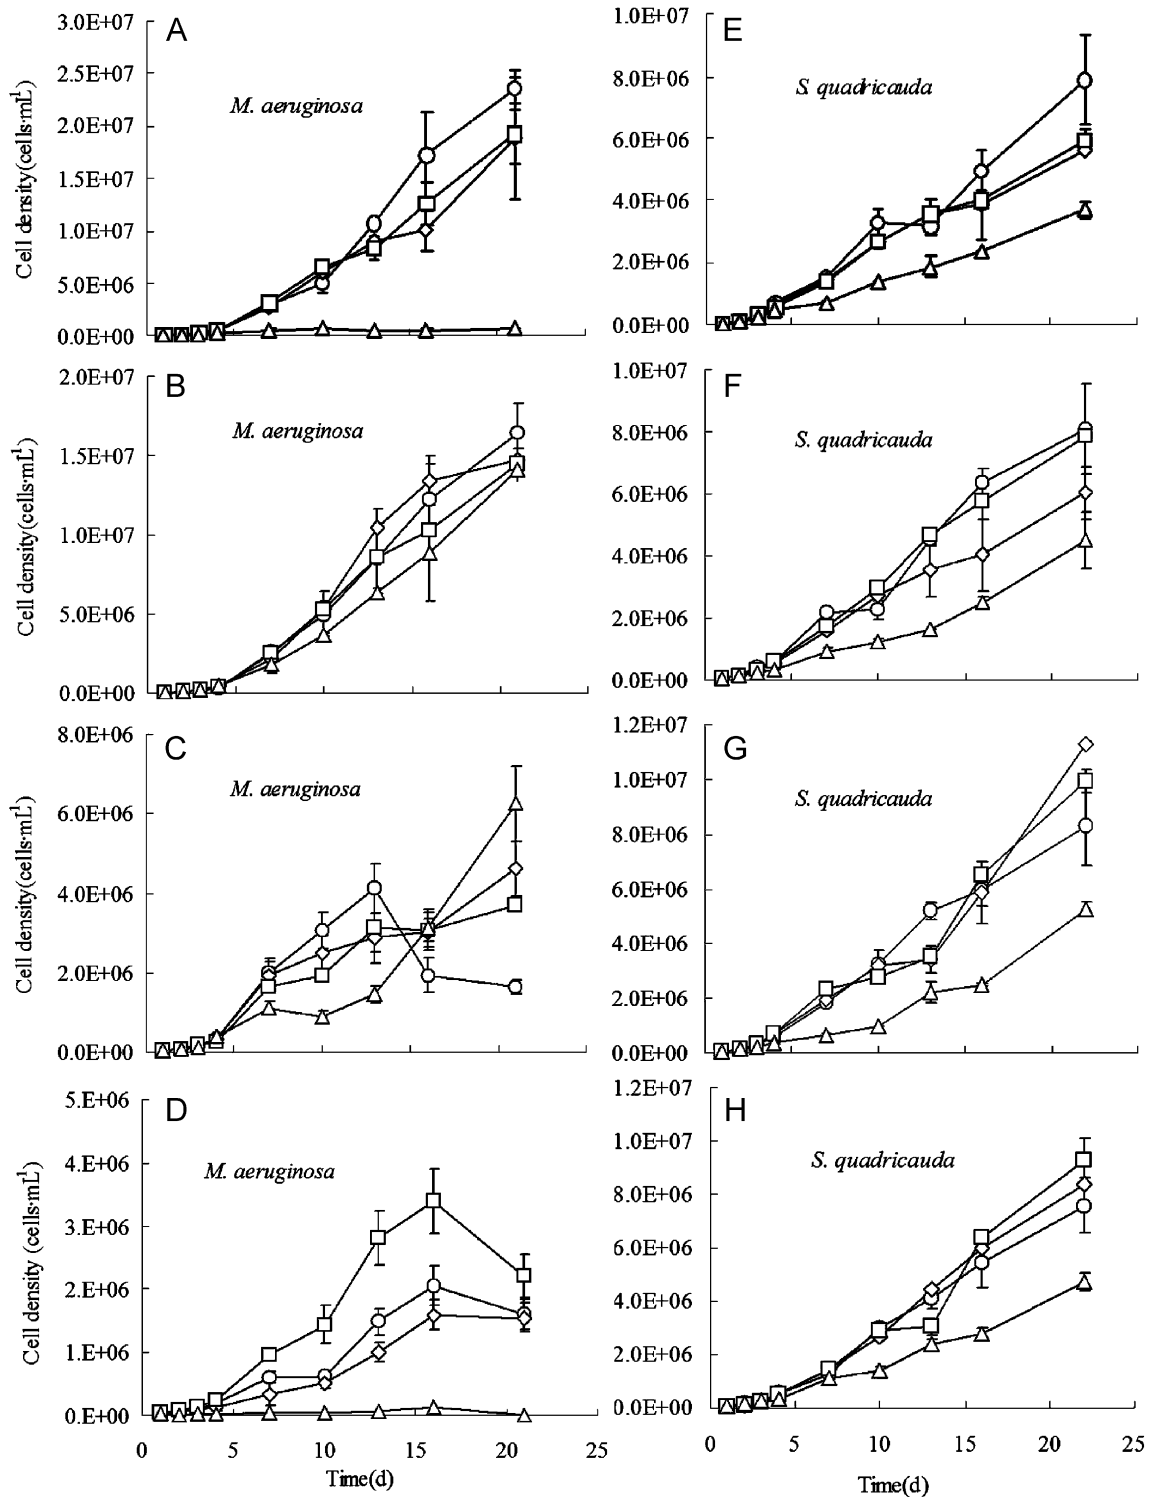 A
M. aeruginosa
Cell density(cells·mL¹)
3.0E+07
2.5E+07
2.0E+07
1.5E+07
1.0E+07
5.0E+06
0.0E+00
E
S. quadricauda
1.0E+07
8.0E+06
6.0E+06
4.0E+06
2.0E+06
0.0E+00
B
M. aeruginosa
Cell density(cells·mL¹)
2.0E+07
1.5E+07
1.0E+07
5.0E+06
0.0E+00
F
S. quadricauda
1.0E+07
8.0E+06
6.0E+06
4.0E+06
2.0E+06
0.0E+00
C
M. aeruginosa
Cell density(cells·mL¹)
8.0E+06
6.0E+06
4.0E+06
2.0E+06
0.0E+00
G
S. quadricauda
1.2E+07
1.0E+07
8.0E+06
6.0E+06
4.0E+06
2.0E+06
0.0E+00
D
M. aeruginosa
Cell density (cells·mL¹)
5.E+06
4.E+06
3.E+06
2.E+06
1.E+06
0.E+00
0 5 10 15 20 25
Time(d)
H
S. quadricauda
1.2E+07
1.0E+07
8.0E+06
6.0E+06
4.0E+06
2.0E+06
0.0E+00
0 5 10 15 20 25
Time(d)